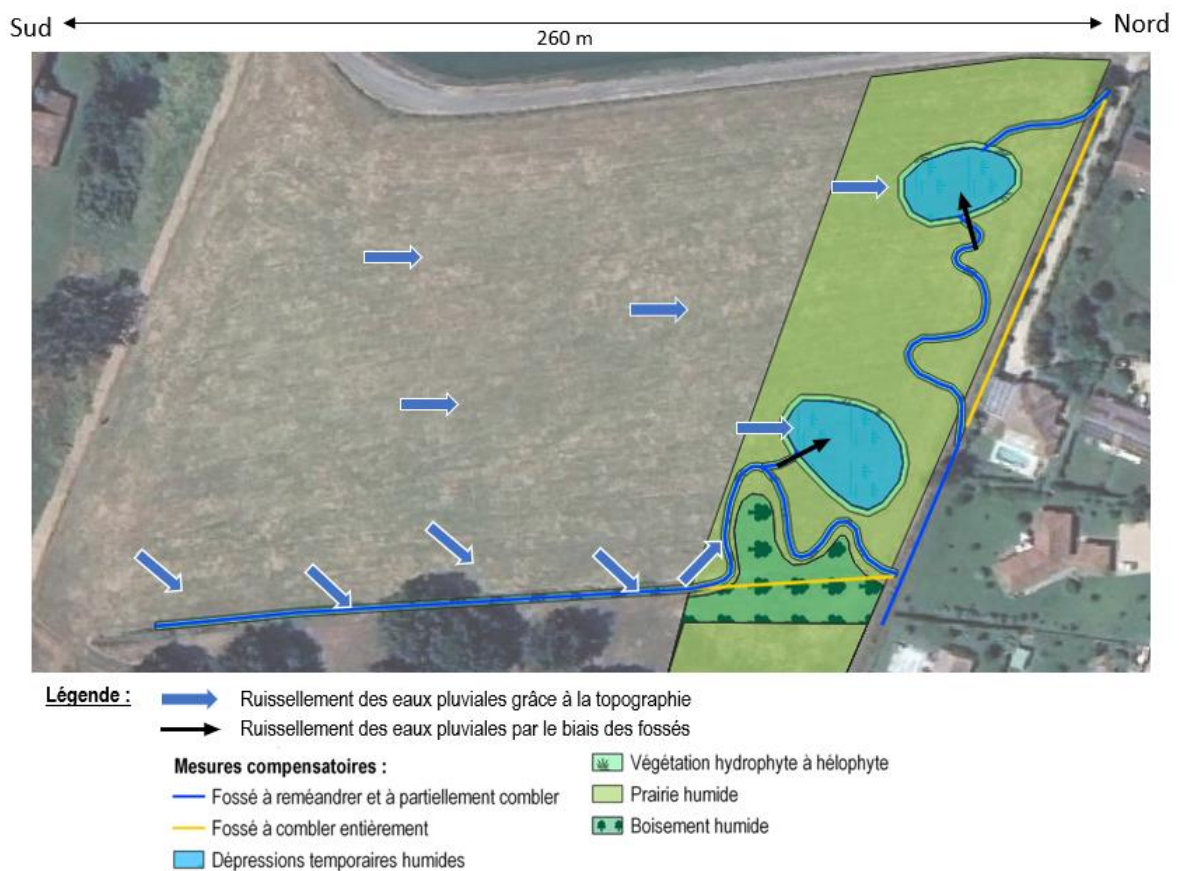 Sud
Nord
260 m
Légende :
Ruissellement des eaux pluviales grâce à la topographie
Ruissellement des eaux pluviales par le biais des fossés
Mesures compensatoires :
Fossé à reméandrer et à partiellement combler
Fossé à combler entièrement
Dépressions temporaires humides
Végétation hydrophyte à hélophyte
Prairie humide
Boisement humide